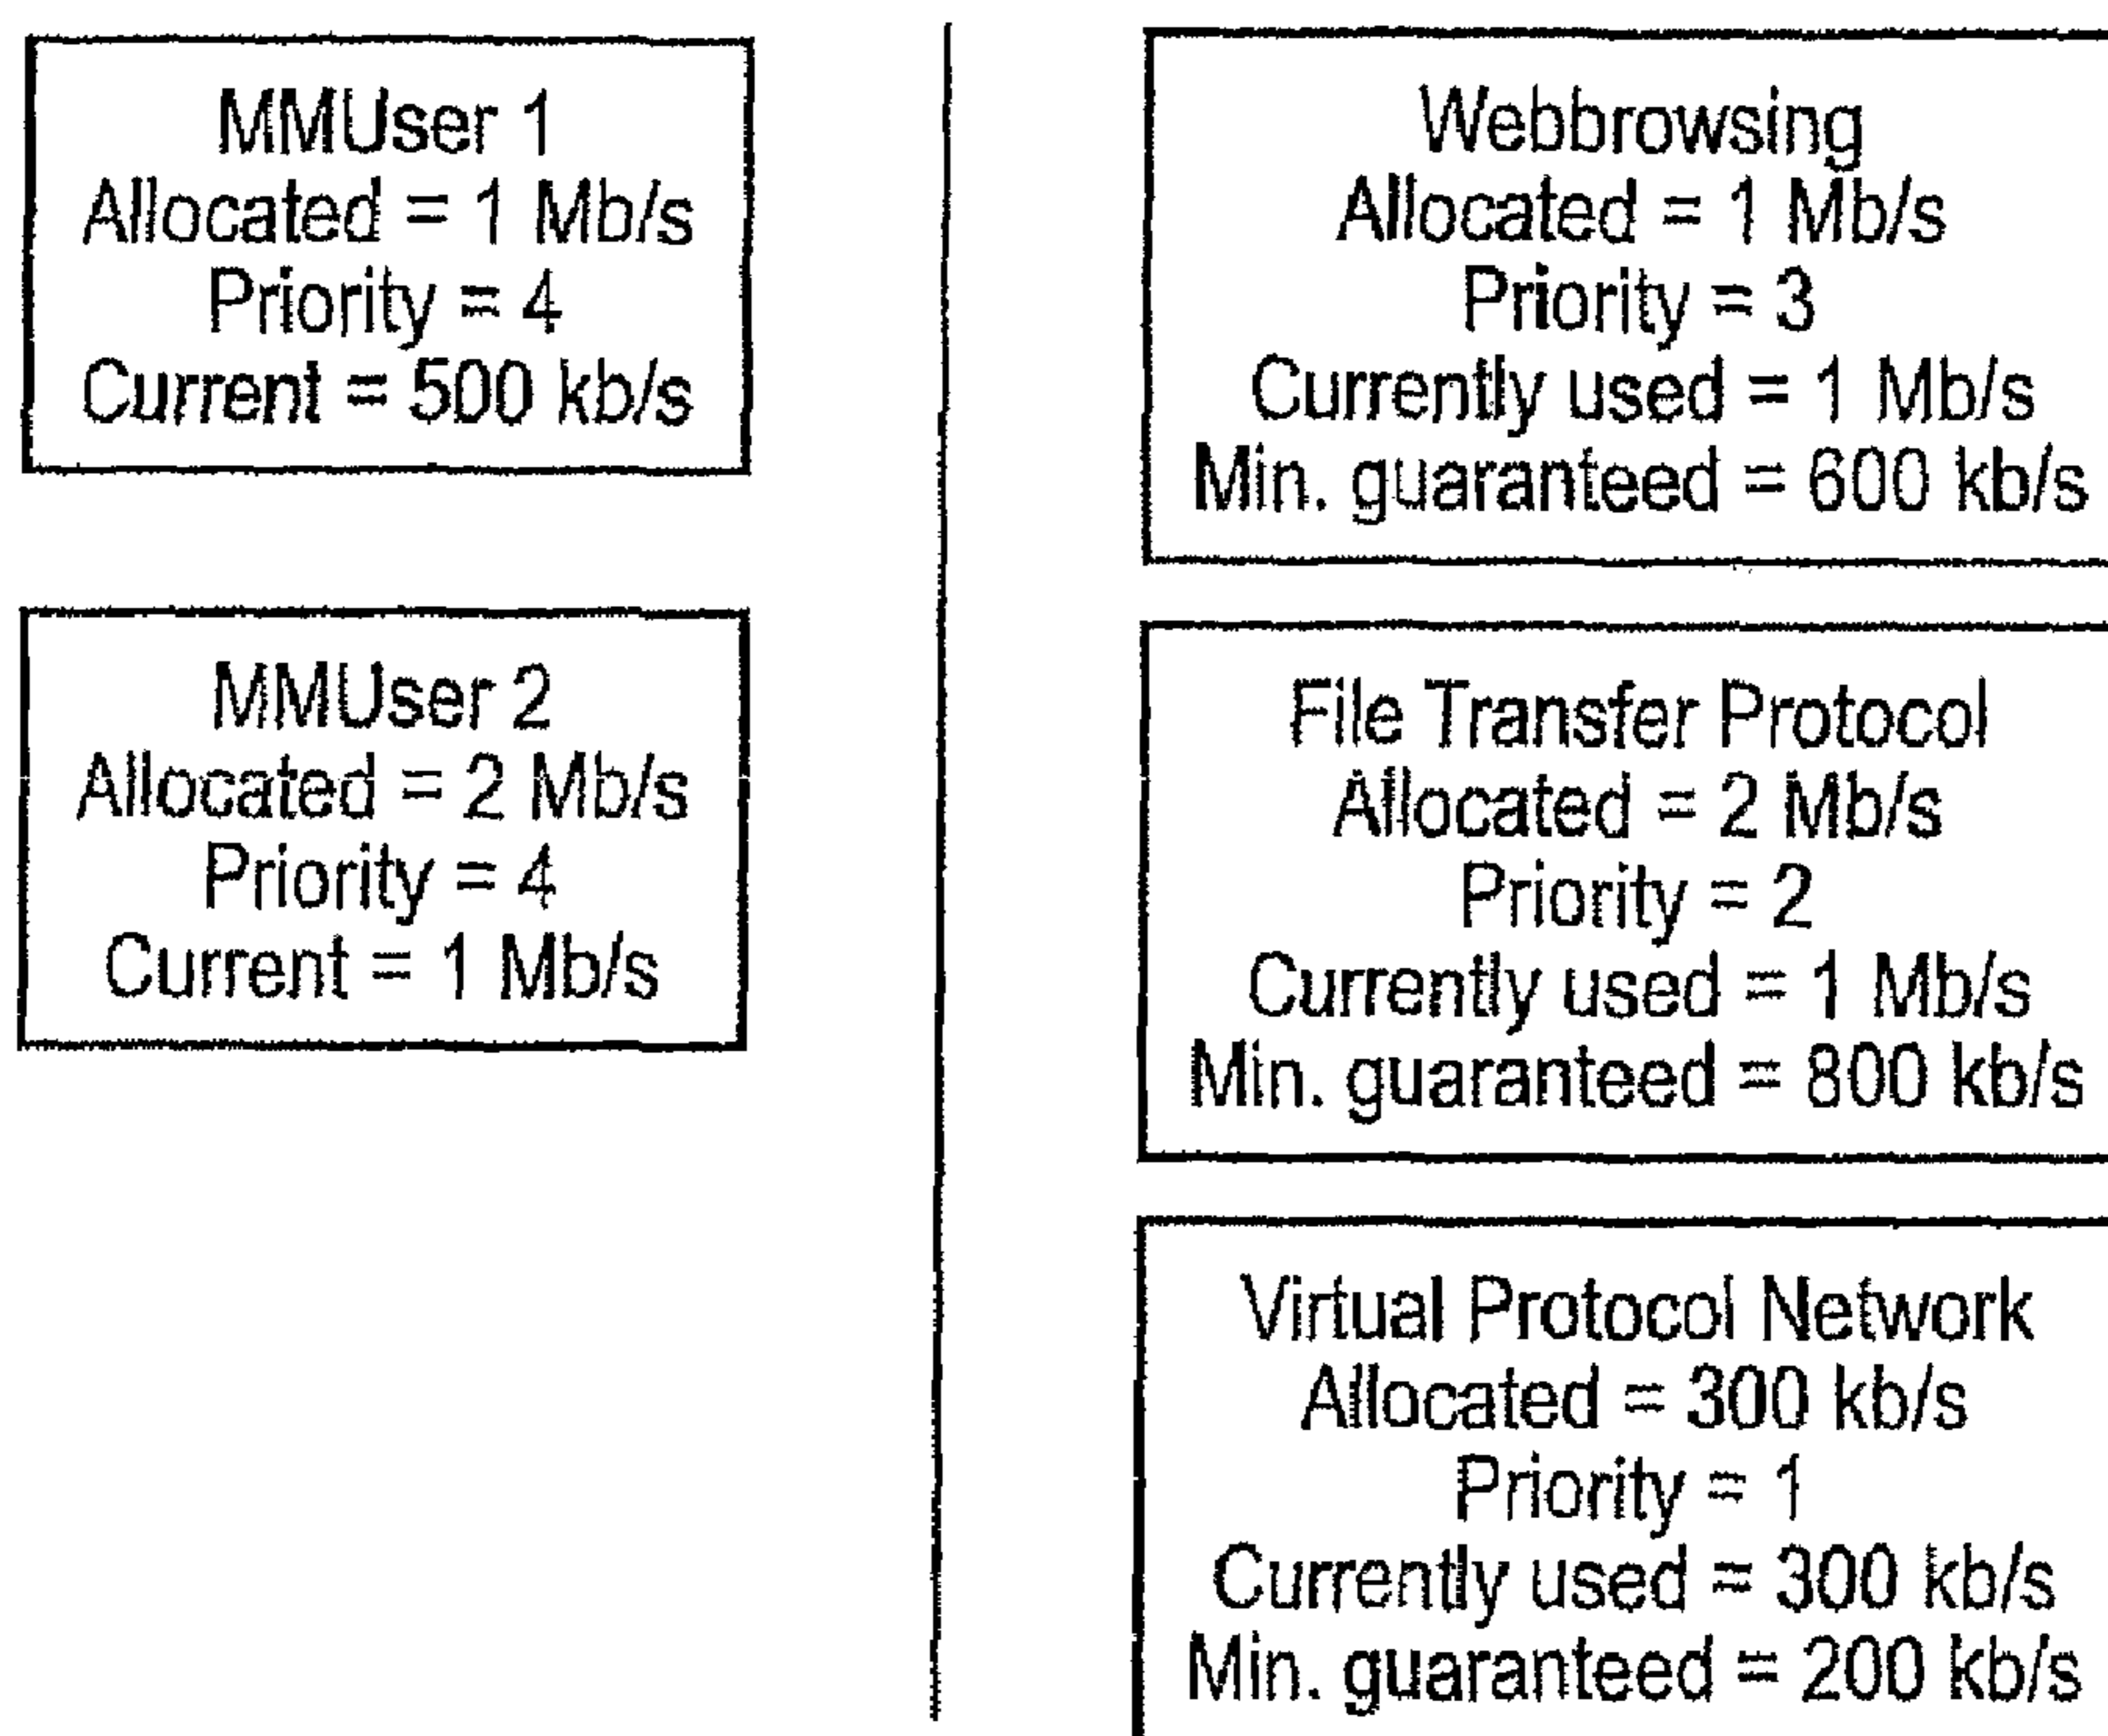 MMUser 1
Allocated = 1 Mb/s
Priority = 4
Current = 500 kb/s
MMUser 2
Allocated = 2 Mb/s
Priority = 4
Current = 1 Mb/s
Webbrowsing
Allocated = 1 Mb/s
Priority = 3
Currently used = 1 Mb/s
Min. guaranteed = 600 kb/s
File Transfer Protocol
Allocated = 2 Mb/s
Priority = 2
Currently used = 1 Mb/s
Min. guaranteed = 800 kb/s
Virtual Protocol Network
Allocated = 300 kb/s
Priority = 1
Currently used = 300 kb/s
Min. guaranteed = 200 kb/s